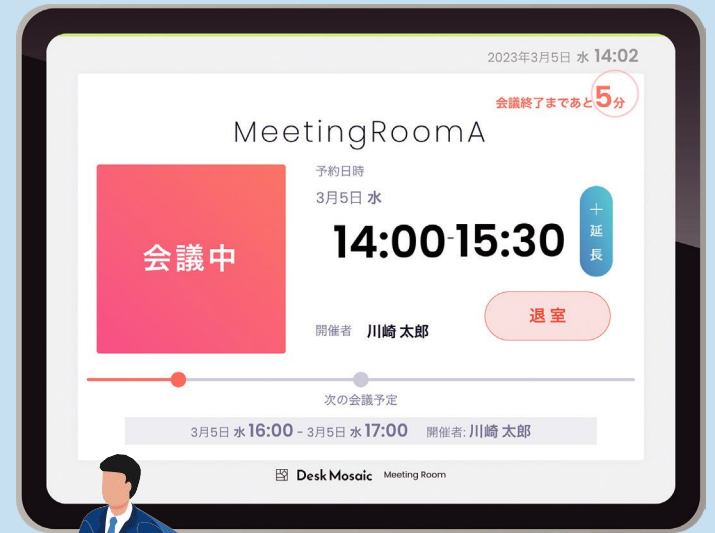 2023年3月5日 水 14:02
会議終了まであと5分
MeetingRoomA
予約日時
3月5日 水
会議中
14:00-15:30
＋延長
開催者 川崎 太郎
退室
次の会議予定
3月5日 水 16:00 - 3月5日 水 17:00 開催者: 川崎 太郎
Desk Mosaic Meeting Room